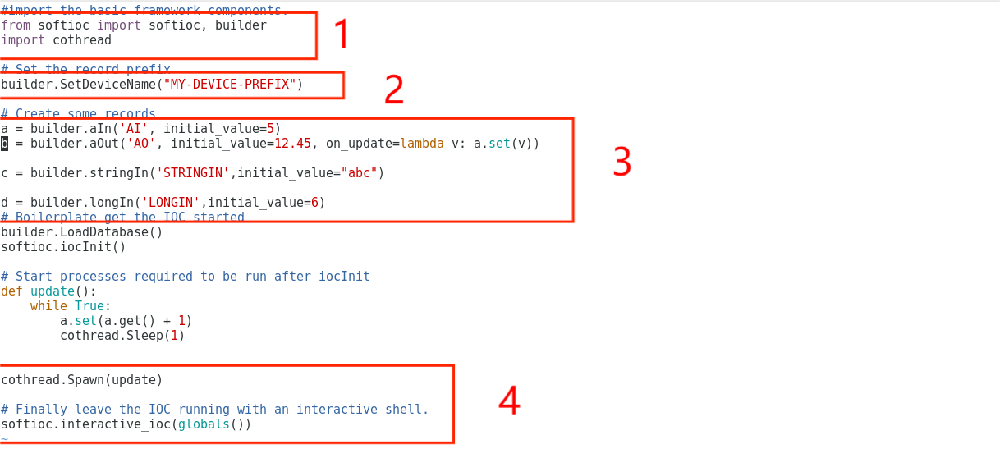 #import the basic framework components.
from softioc import softioc, builder
import cothread
1
# Set the record prefix
builder.SetDeviceName("MY-DEVICE-PREFIX")
2
# Create some records
a = builder.aIn('AI', initial_value=5)
b = builder.aOut('AO', initial_value=12.45, on_update=lambda v: a.set(v))
3
c = builder.stringIn('STRINGIN',initial_value="abc")
d = builder.longIn('LONGIN',initial_value=6)
# Boilerplate get the IOC started
builder.LoadDatabase()
softioc.iocInit()
# Start processes required to be run after iocInit
def update():
    while True:
        a.set(a.get() + 1)
        cothread.Sleep(1)
cothread.Spawn(update)
4
# Finally leave the IOC running with an interactive shell.
softioc.interactive_ioc(globals())
~